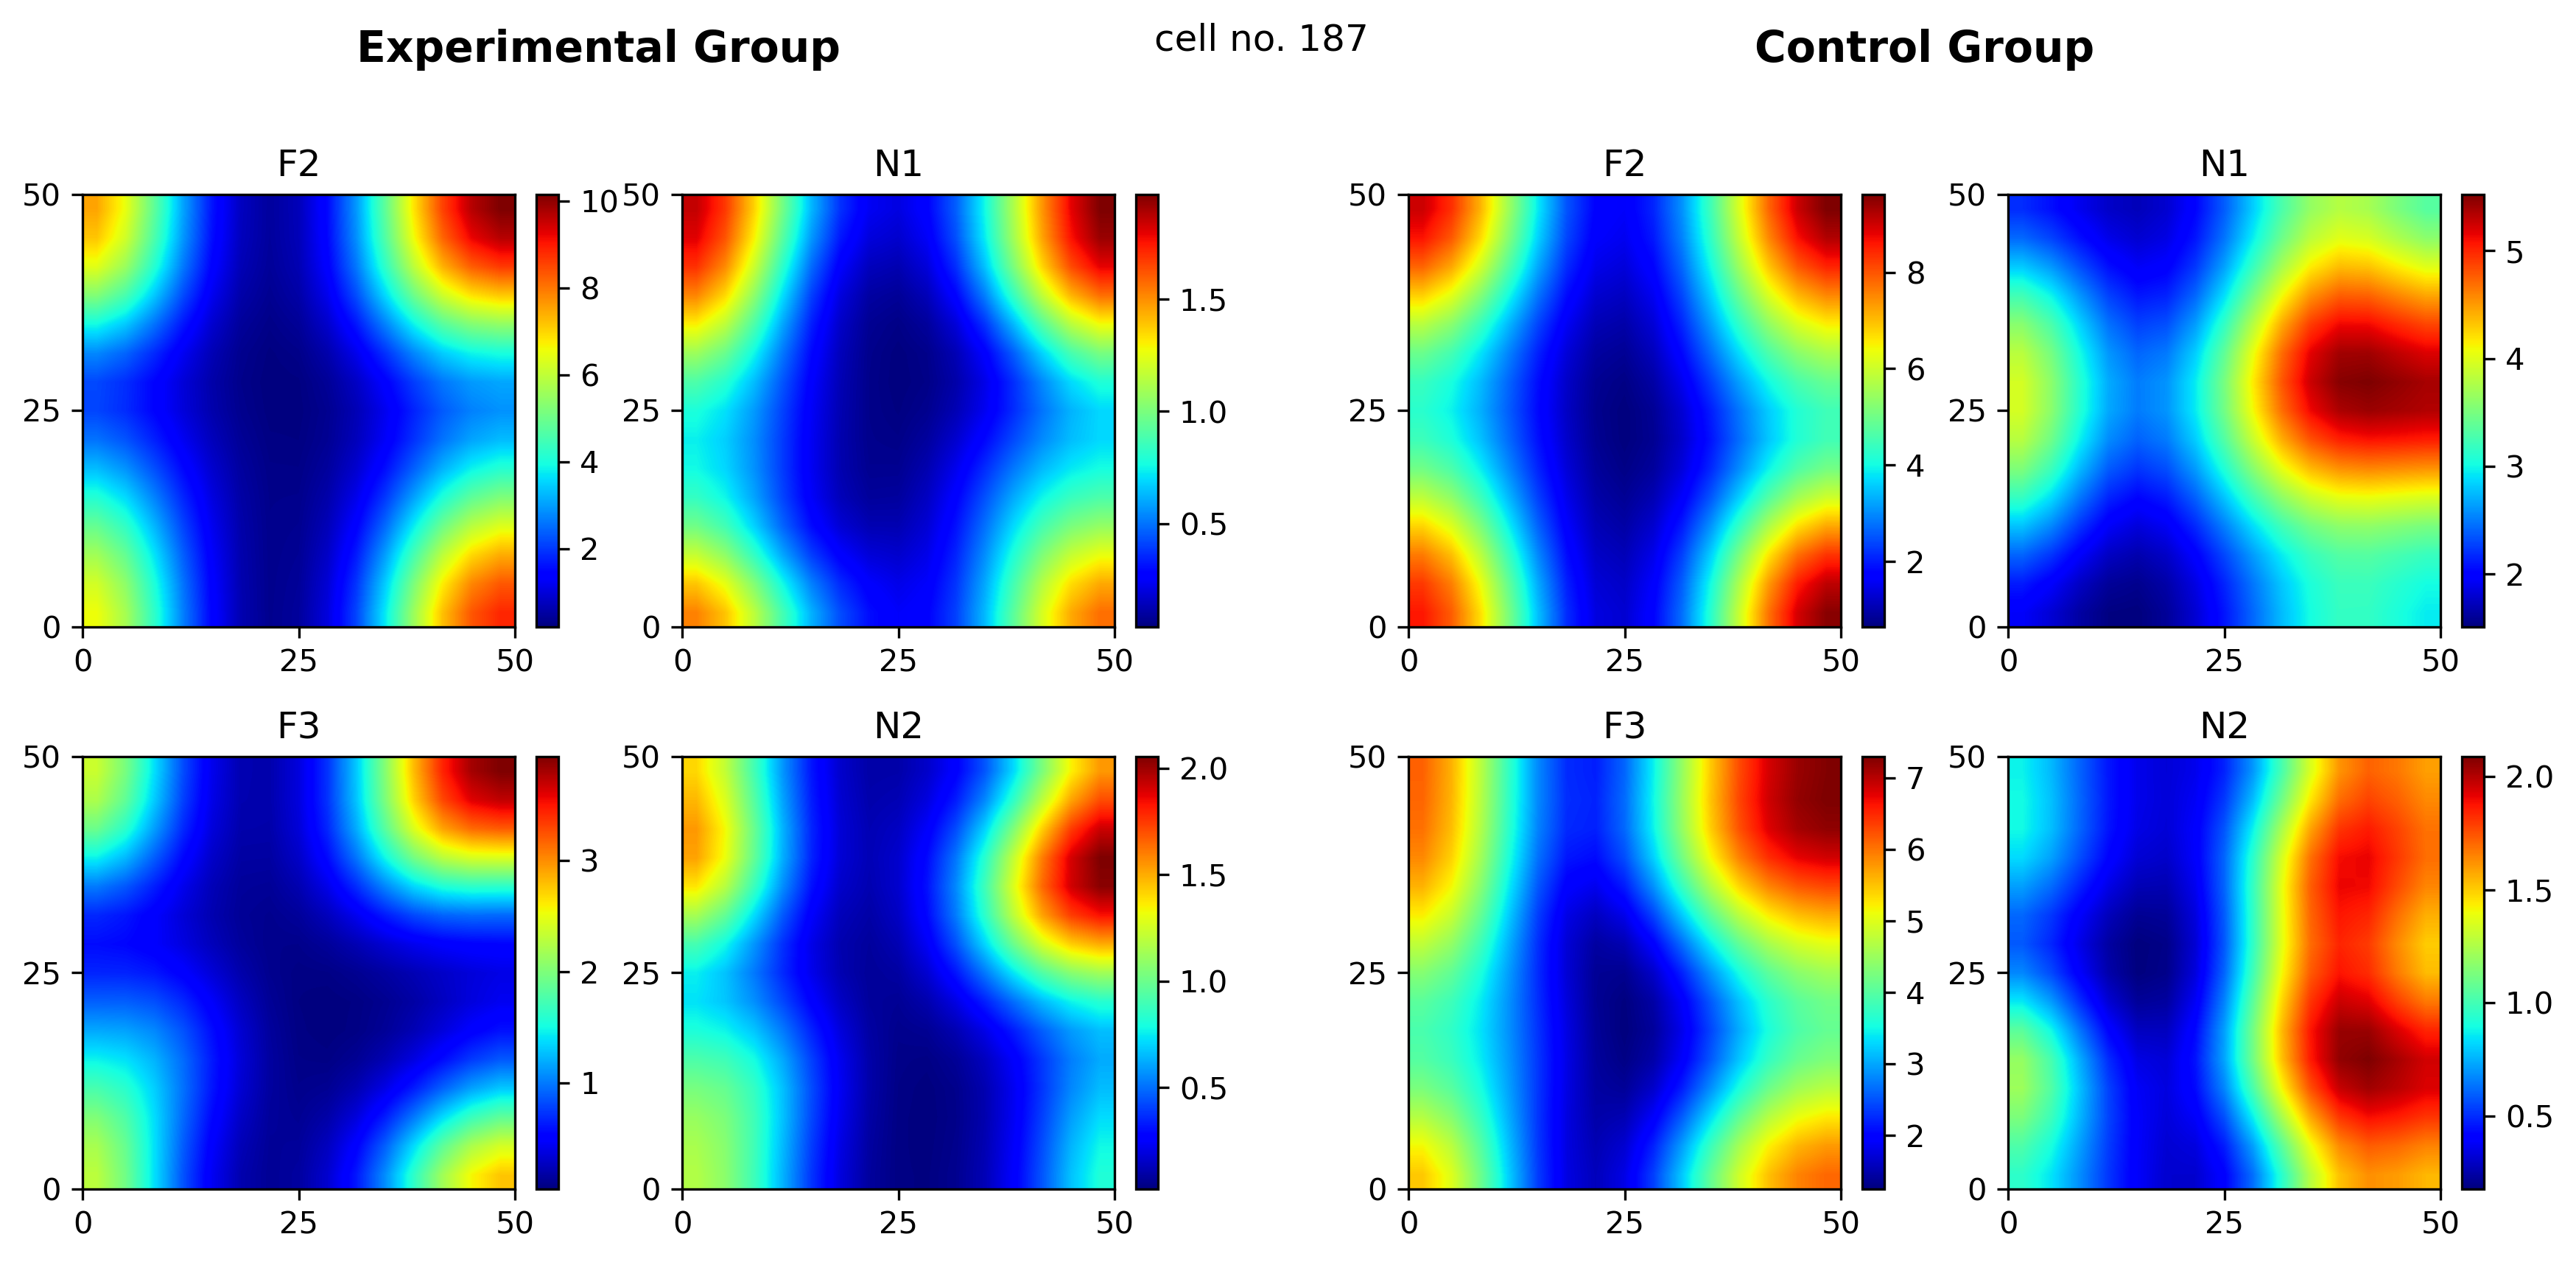 Experimental Group cell no. 187 Control Group
F2 N1 F2 N1
50 10 50 50 50
8 1.5 8 5
6 6 4
25 25 1.0 25 25
4 4 3
2 0.5 2 2
0 0 0 0
0 25 50 0 25 50 0 25 50 0 25 50
F3 N2 F3 N2
50 50 2.0 50 7 50 2.0
3 1.5 6 1.5
5
25 2 25 1.0 25 4 25 1.0
3
1 0.5 2 0.5
0 0 0 0
0 25 50 0 25 50 0 25 50 0 25 50